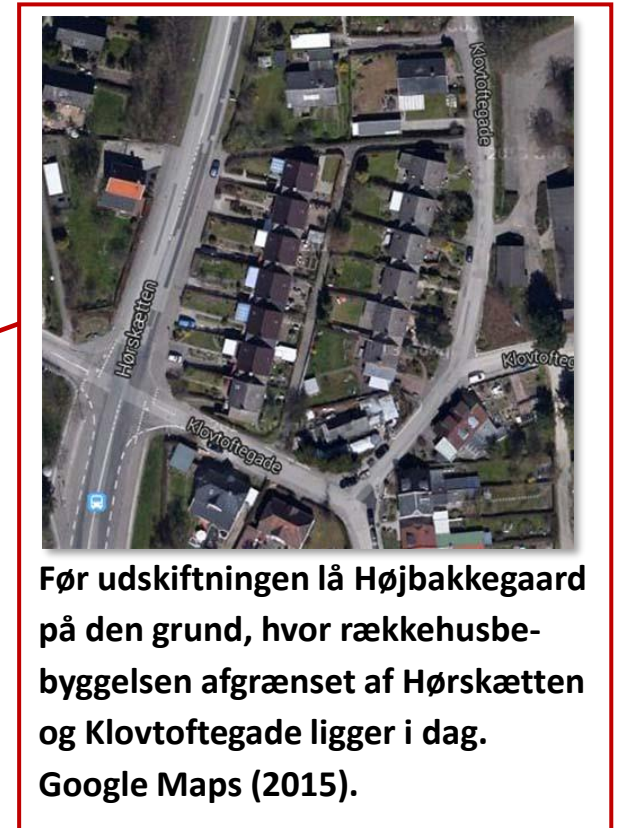 Klovtoftegade
Hørskætten
Klovtofteg
Klovtoftegade
Før udskiftningen lå Højbakkegaard
på den grund, hvor rækkehusbe-
byggelsen afgrænset af Hørskætten
og Klovtoftegade ligger i dag.
Google Maps (2015).